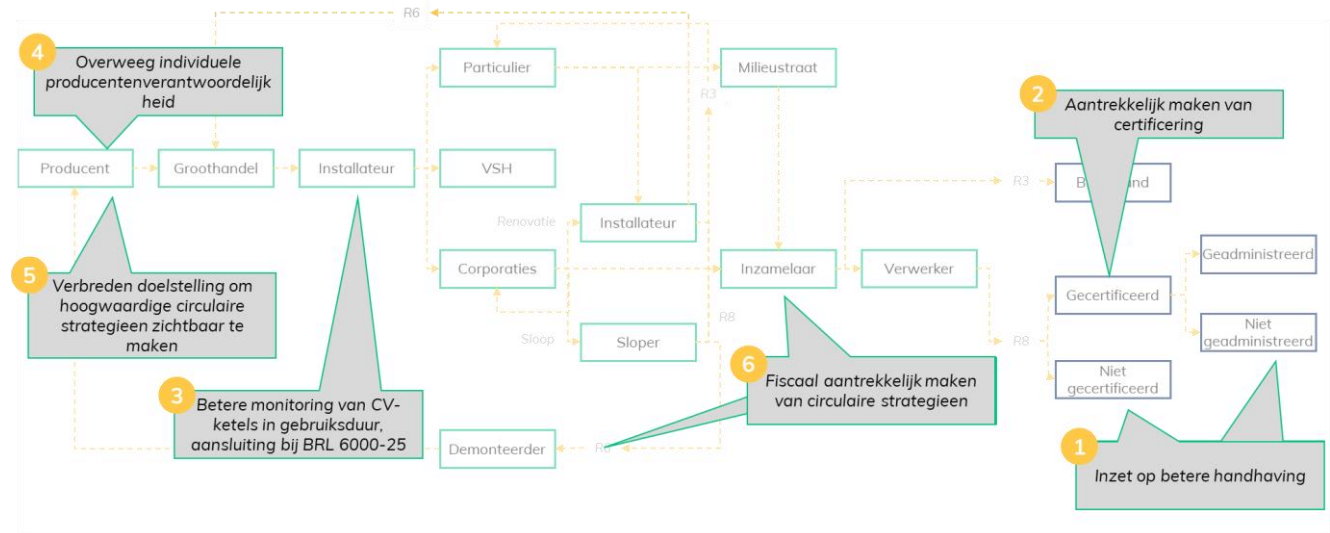 R6
4
Overweeg individuele
producentenverantwoordelijk
heid
Particulier
Milieustraat
R3
2
Aantrekkelijk maken van
certificering
Producent
Groothandel
Installateur
VSH
R3
Renovatie
Installateur
5
Verbreden doelstelling om
hoogwaardige circulaire
strategieen zichtbaar te
maken
Corporaties
Inzamelaar
Verwerker
Gecertificeerd
Geadministreerd
R8
Sloop
Sloper
R8
Niet
geadministreerd
Niet
gecertificeerd
3
Betere monitoring van CV-
ketels in gebruiksduur,
aansluiting bij BRL 6000-25
6
Fiscaal aantrekkelijk maken
van circulaire strategieen
Demonteerder
1
Inzet op betere handhaving